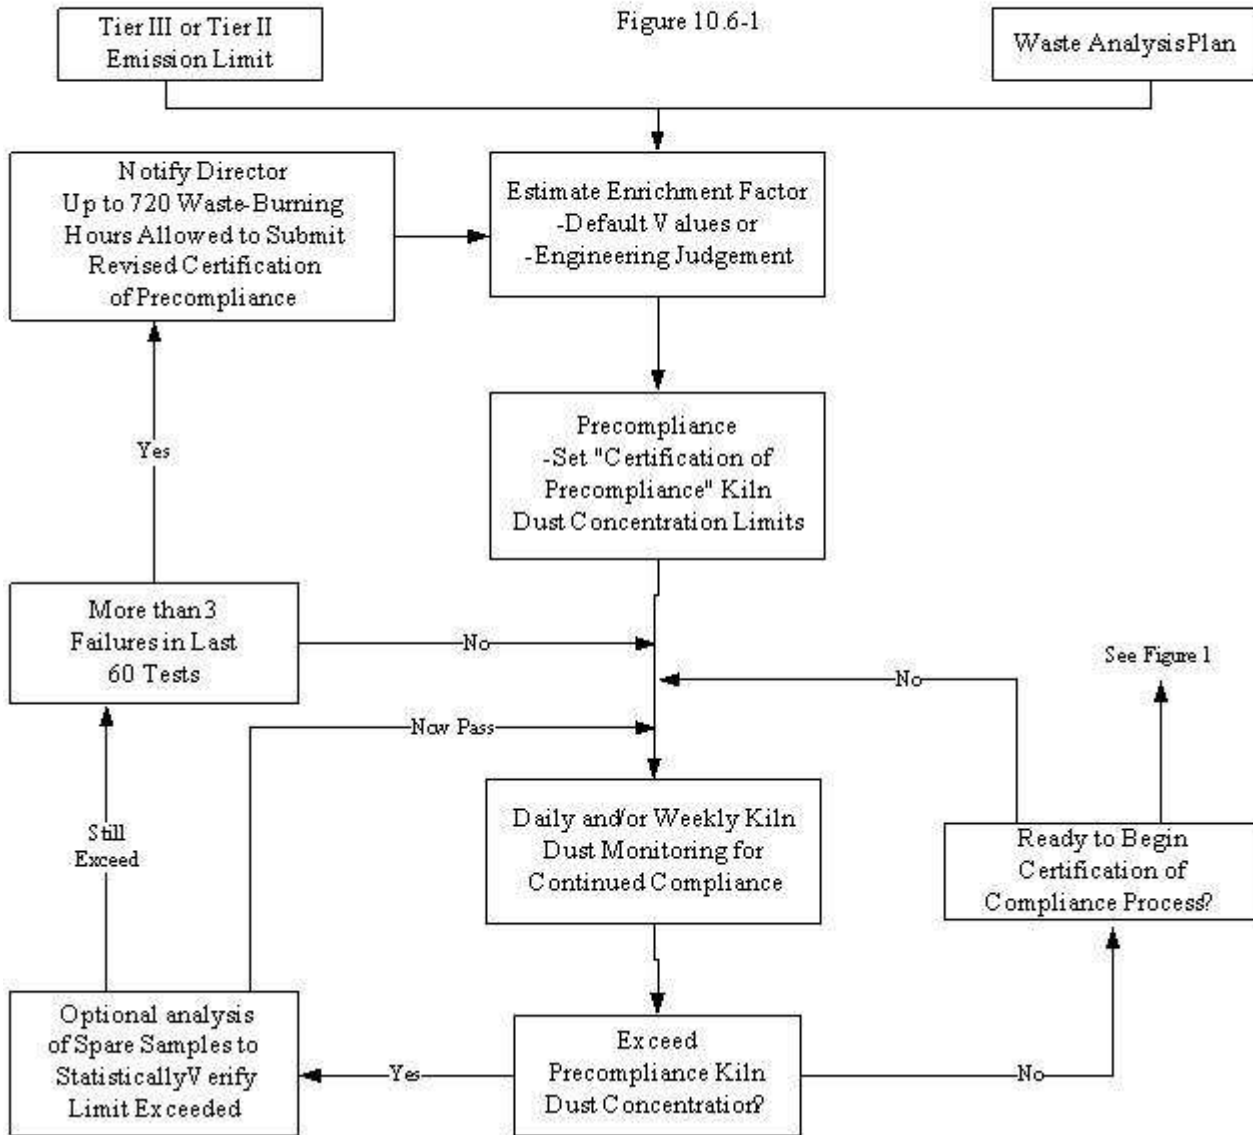 Figure 10.6-1
Tier III or Tier II
Emission Limit
Waste Analysis Plan
Notify Director
Up to 720 Waste-Burning
Hours Allowed to Submit
Revised Certification
of Precompliance
Estimate Enrichment Factor
-Default Values or
-Engineering Judgement
Precompliance
-Set "Certification of
Precompliance" Kiln
Dust Concentration Limits
Yes
More than 3
Failures in Last
60 Tests
No
See Figure 1
No
Now Pass
Daily and/or Weekly Kiln
Dust Monitoring for
Continued Compliance
Still
Exceed
Ready to Begin
Certification of
Compliance Process?
Optional analysis
of Spare Samples to
Statistically Verify
Limit Exceeded
Yes
Exceed
Precompliance Kiln
Dust Concentration?
No